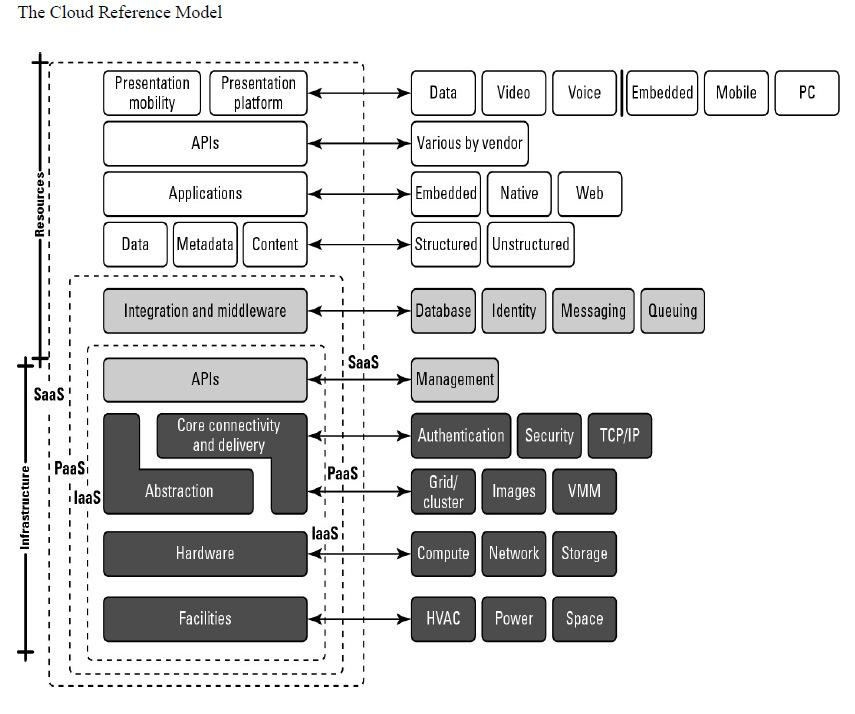 The Cloud Reference Model
Presentation
mobility
Presentation
platform
Data
Video
Voice
Embedded
Mobile
PC
APIs
Various by vendor
Applications
Embedded
Native
Web
Resources
Data
Metadata
Content
Structured
Unstructured
Integration and middleware
Database
Identity
Messaging
Queuing
SaaS
APIs
Management
SaaS
Core connectivity
and delivery
Authentication
Security
TCP/IP
PaaS
IaaS
Abstraction
PaaS
Grid/
cluster
Images
VMM
Infrastructure
IaaS
Hardware
Compute
Network
Storage
Facilities
HVAC
Power
Space